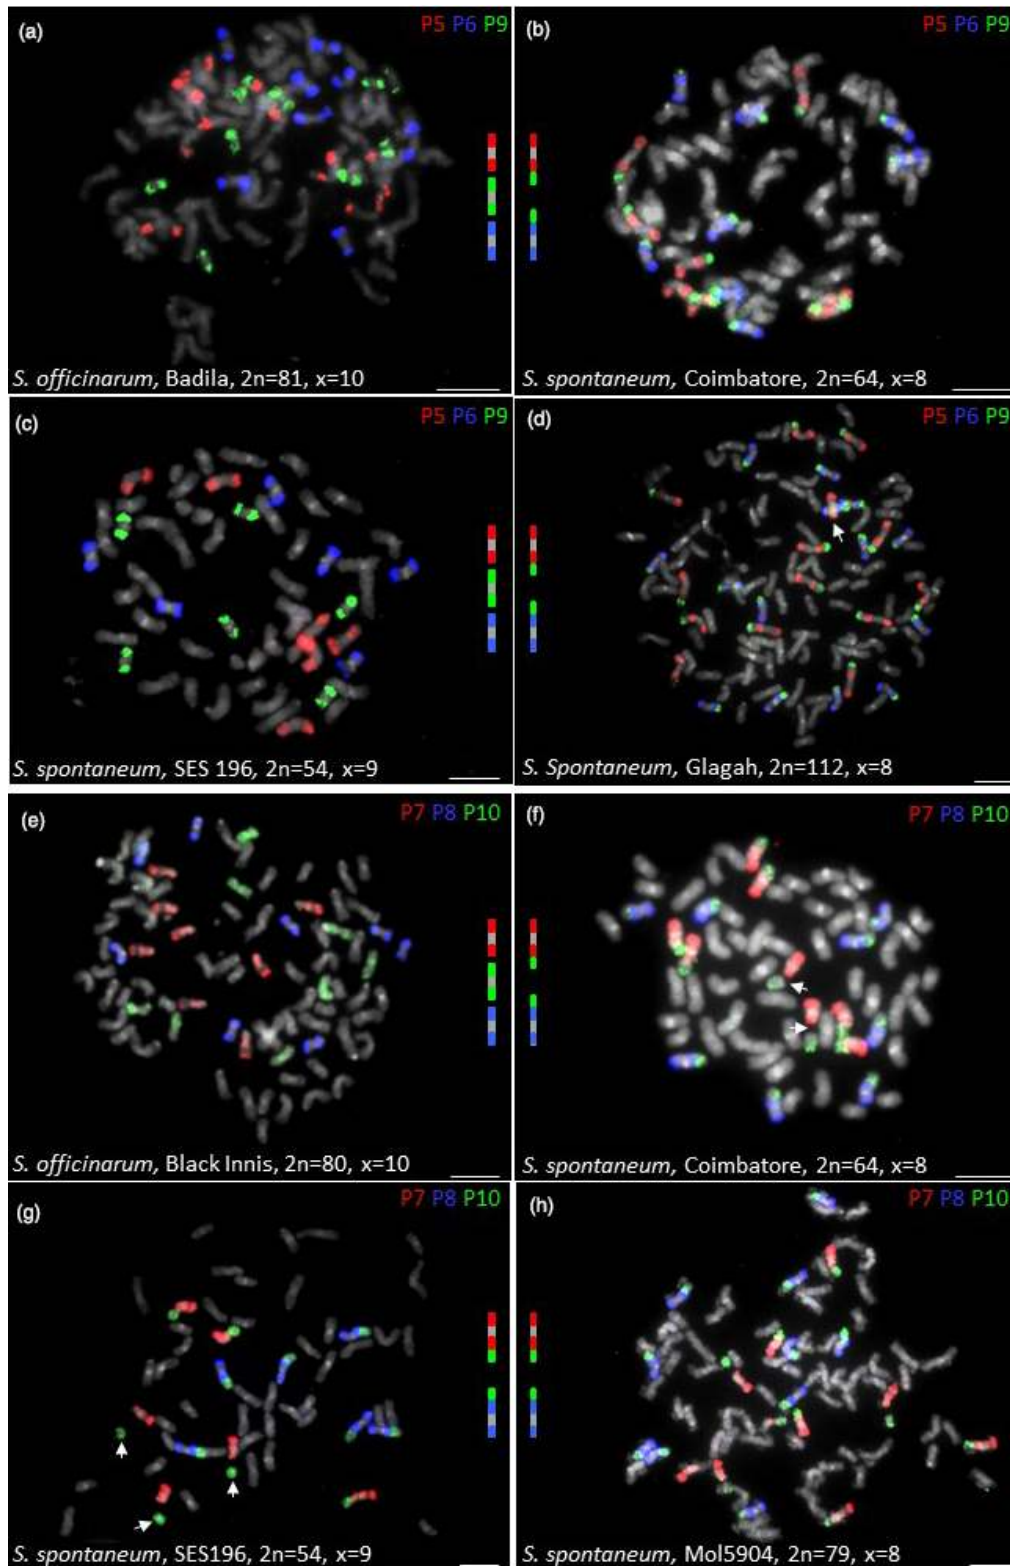 (a) P5 P6 P9
S. officinarum, Badila, 2n=81, x=10
(b) P5 P6 P9
S. spontaneum, Coimbatore, 2n=64, x=8
(c) P5 P6 P9
S. spontaneum, SES 196, 2n=54, x=9
(d) P5 P6 P9
S. Spontaneum, Glagah, 2n=112, x=8
(e) P7 P8 P10
S. officinarum, Black Innis, 2n=80, x=10
(f) P7 P8 P10
S. spontaneum, Coimbatore, 2n=64, x=8
(g) P7 P8 P10
S. spontaneum, SES196, 2n=54, x=9
(h) P7 P8 P10
S. spontaneum, Mol5904, 2n=79, x=8